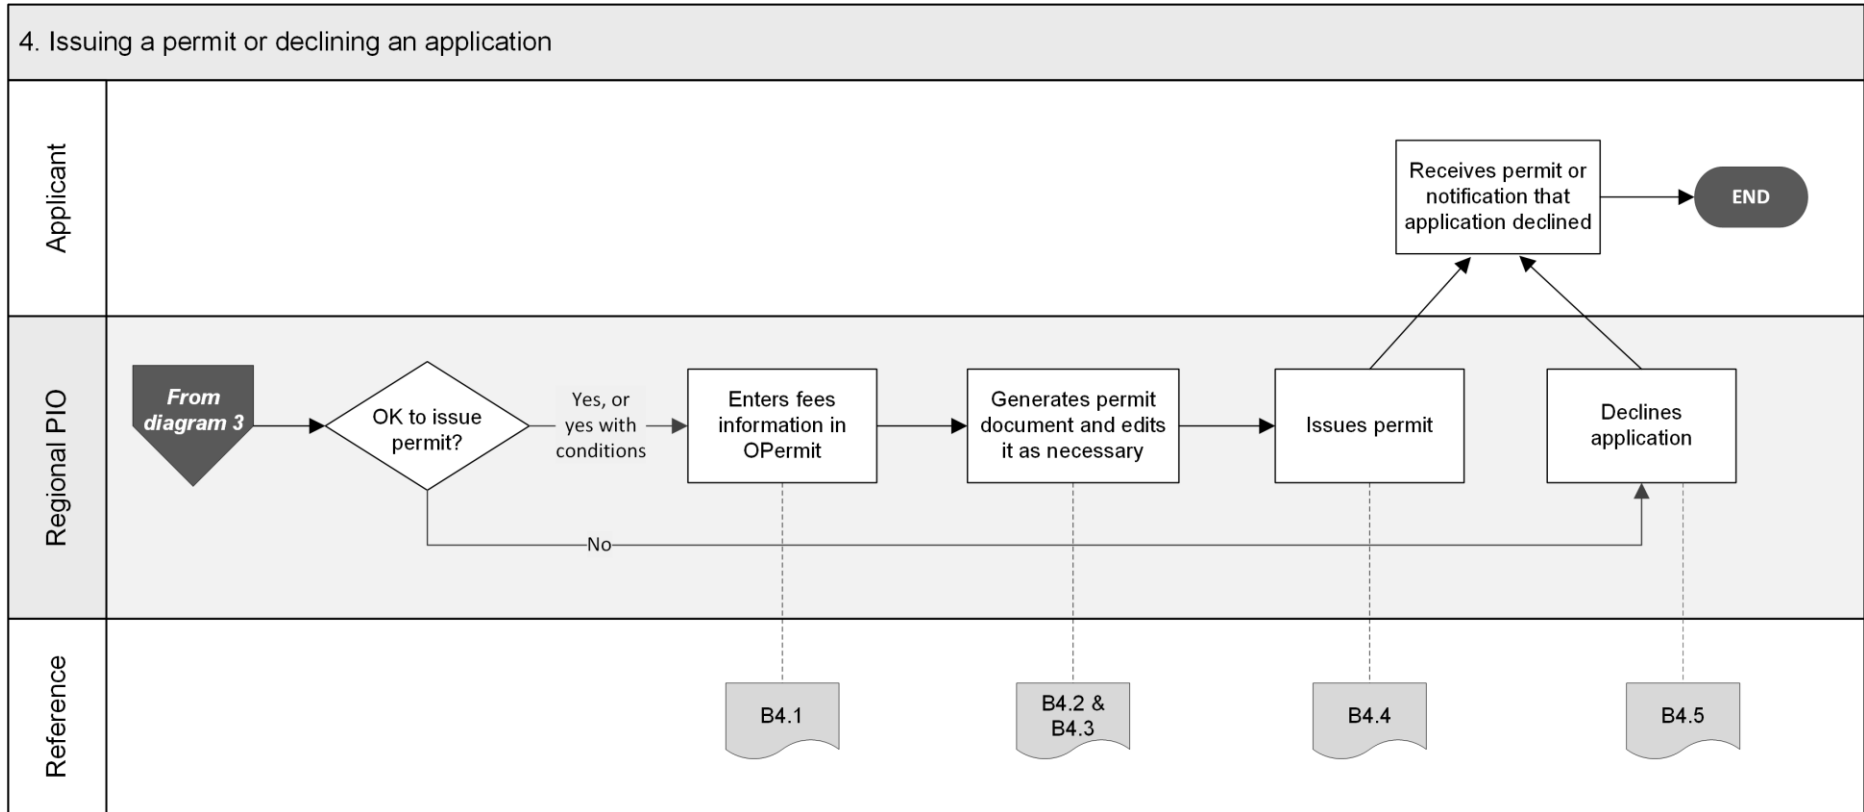 4. Issuing a permit or declining an application
Applicant
Receives permit or
notification that
application declined
END
Regional PIO
From
diagram 3
OK to issue
permit?
Yes, or
yes with
conditions
Enters fees
information in
OPermit
Generates permit
document and edits
it as necessary
Issues permit
Declines
application
No
Reference
B4.1
B4.2 &
B4.3
B4.4
B4.5